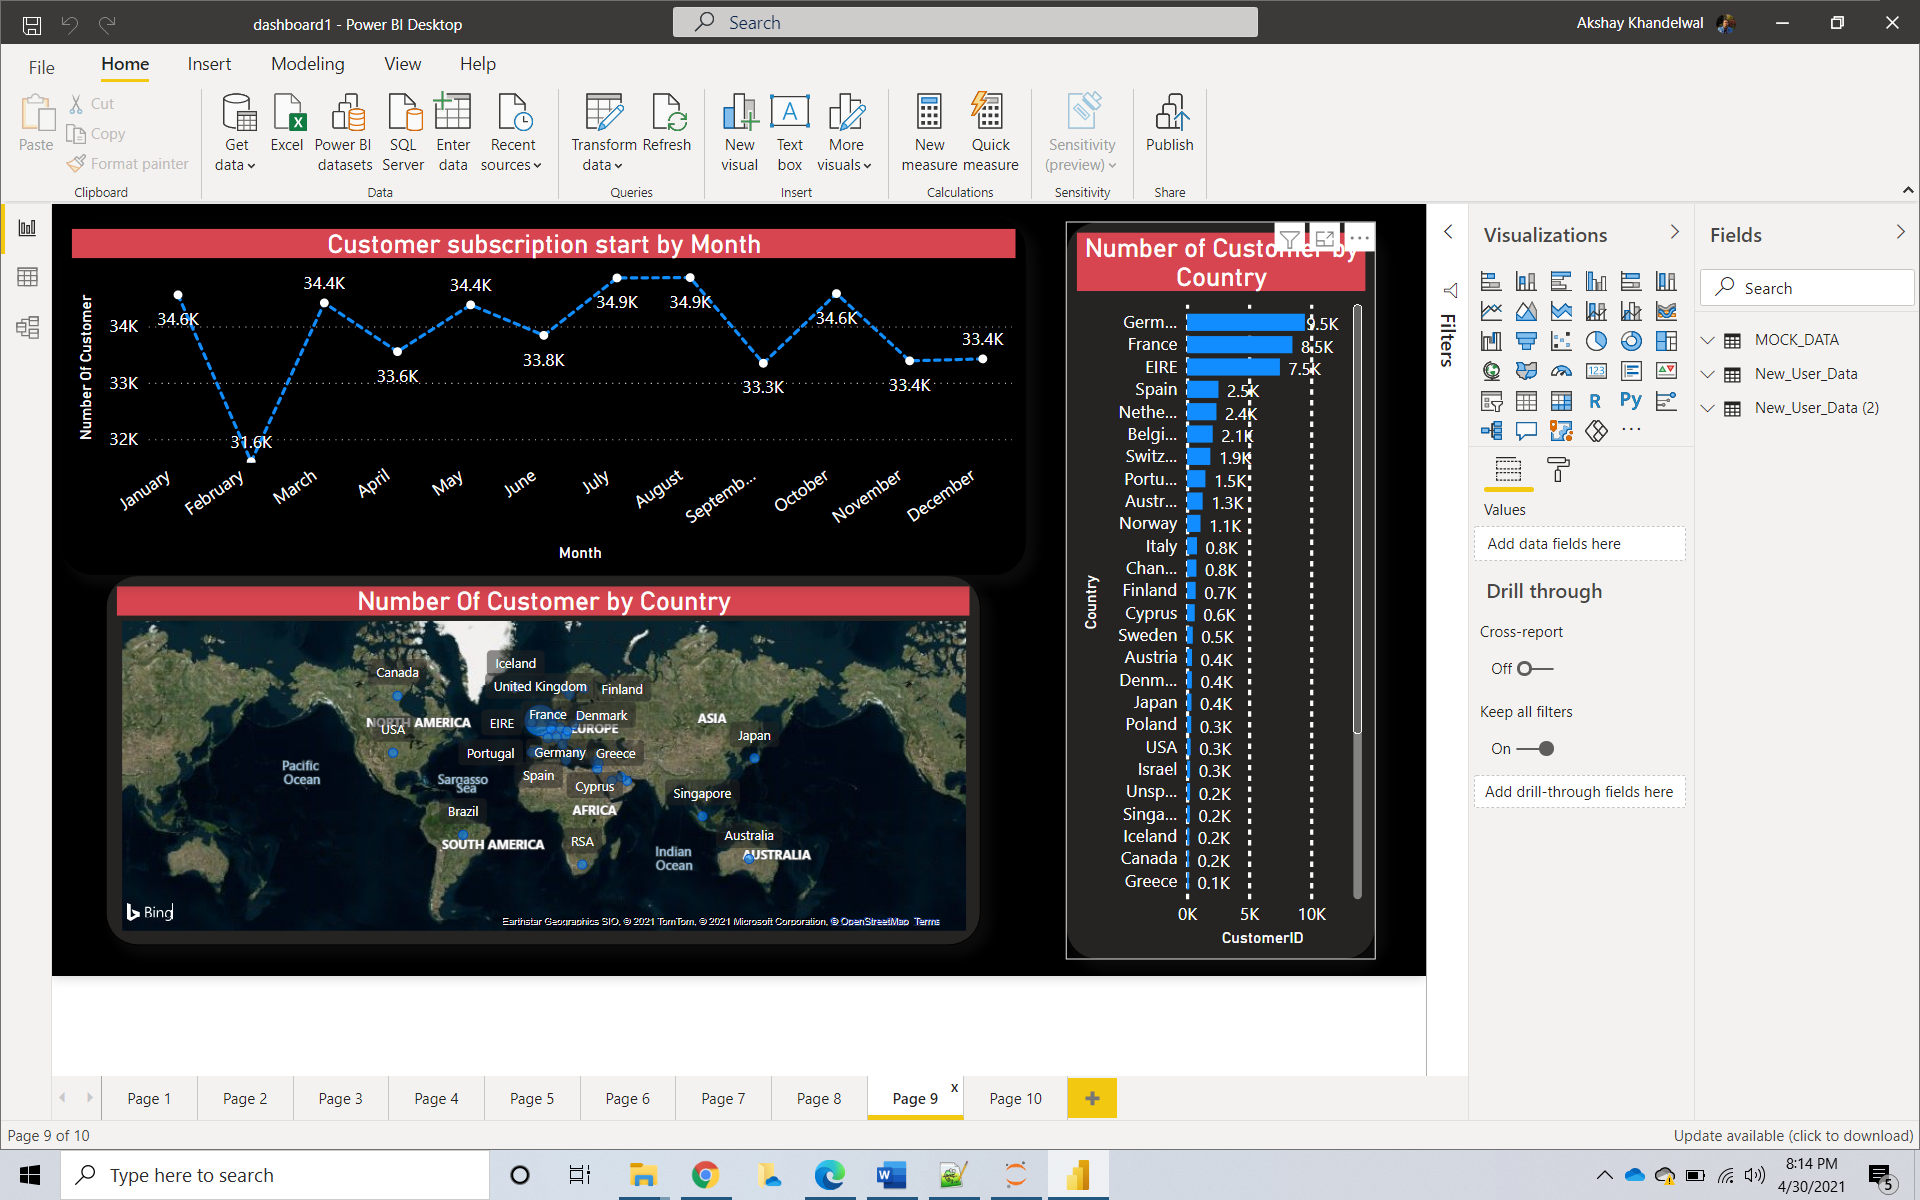 dashboard1 - Power BI Desktop
Search
Akshay Khandelwal
File
Home
Insert
Modeling
View
Help
Paste
Cut
Copy
Format painter
Clipboard
Get data
Excel
Power BI datasets
SQL Server
Enter data
Recent sources
Data
Transform data
Refresh
Queries
New visual
Text box
More visuals
Insert
New measure
Quick measure
Calculations
Sensitivity (preview)
Sensitivity
Publish
Share
Customer subscription start by Month
Number Of Customer
34K
33K
32K
34.6K
31.6K
34.4K
33.6K
34.4K
33.8K
34.9K
34.9K
33.3K
34.6K
33.4K
33.4K
January
February
March
April
May
June
July
August
Septemb...
October
November
December
Month
Number Of Customer by Country
Canada
Iceland
United Kingdom
Finland
NORTH AMERICA
USA
EIRE
France
Denmark
EUROPE
ASIA
Japan
Portugal
Germany
Greece
Pacific
Ocean
Sargasso
Sea
Spain
Cyprus
Singapore
Brazil
AFRICA
SOUTH AMERICA
RSA
Australia
Indian
Ocean
AUSTRALIA
Bing
Earthstar Geographics SIO, © 2021 TomTom, © 2021 Microsoft Corporation, © OpenStreetMap Terms
Number of Customer by
Country
Country
Germ... 9.5K
France 8.5K
EIRE 7.5K
Spain 2.5K
Nethe... 2.4K
Belgi... 2.1K
Switz... 1.9K
Portu... 1.5K
Austr... 1.3K
Norway 1.1K
Italy 0.8K
Chan... 0.8K
Finland 0.7K
Cyprus 0.6K
Sweden 0.5K
Austria 0.4K
Denm... 0.4K
Japan 0.4K
Poland 0.3K
USA 0.3K
Israel 0.3K
Unsp... 0.2K
Singa... 0.2K
Iceland 0.2K
Canada 0.2K
Greece 0.1K
0K 5K 10K
CustomerID
Filters
Visualizations
123
R
Py
Values
Add data fields here
Drill through
Cross-report
Off
Keep all filters
On
Add drill-through fields here
Fields
Search
MOCK_DATA
New_User_Data
New_User_Data (2)
Page 1
Page 2
Page 3
Page 4
Page 5
Page 6
Page 7
Page 8
Page 9
x
Page 10
+
Page 9 of 10
Update available (click to download)
Type here to search
8:14 PM
4/30/2021
5